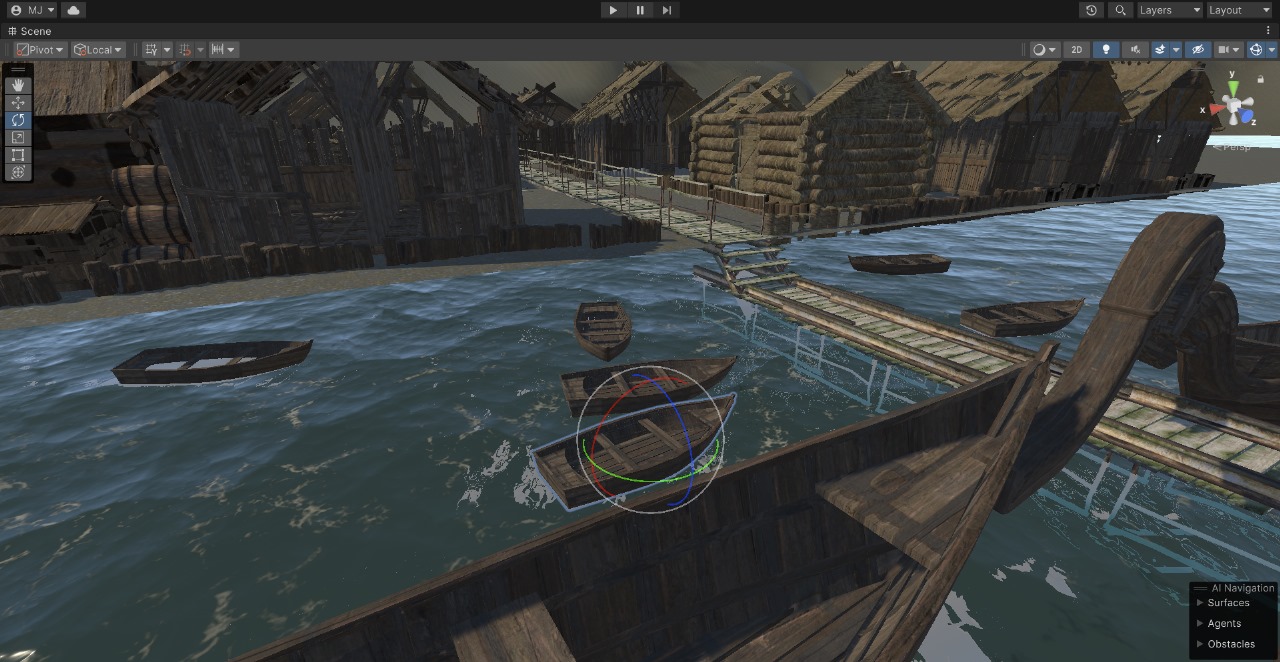 MJ
Layers
Layout
Scene
Pivot
Local
2D
y
x
z
Persp
AI Navigation
Surfaces
Agents
Obstacles